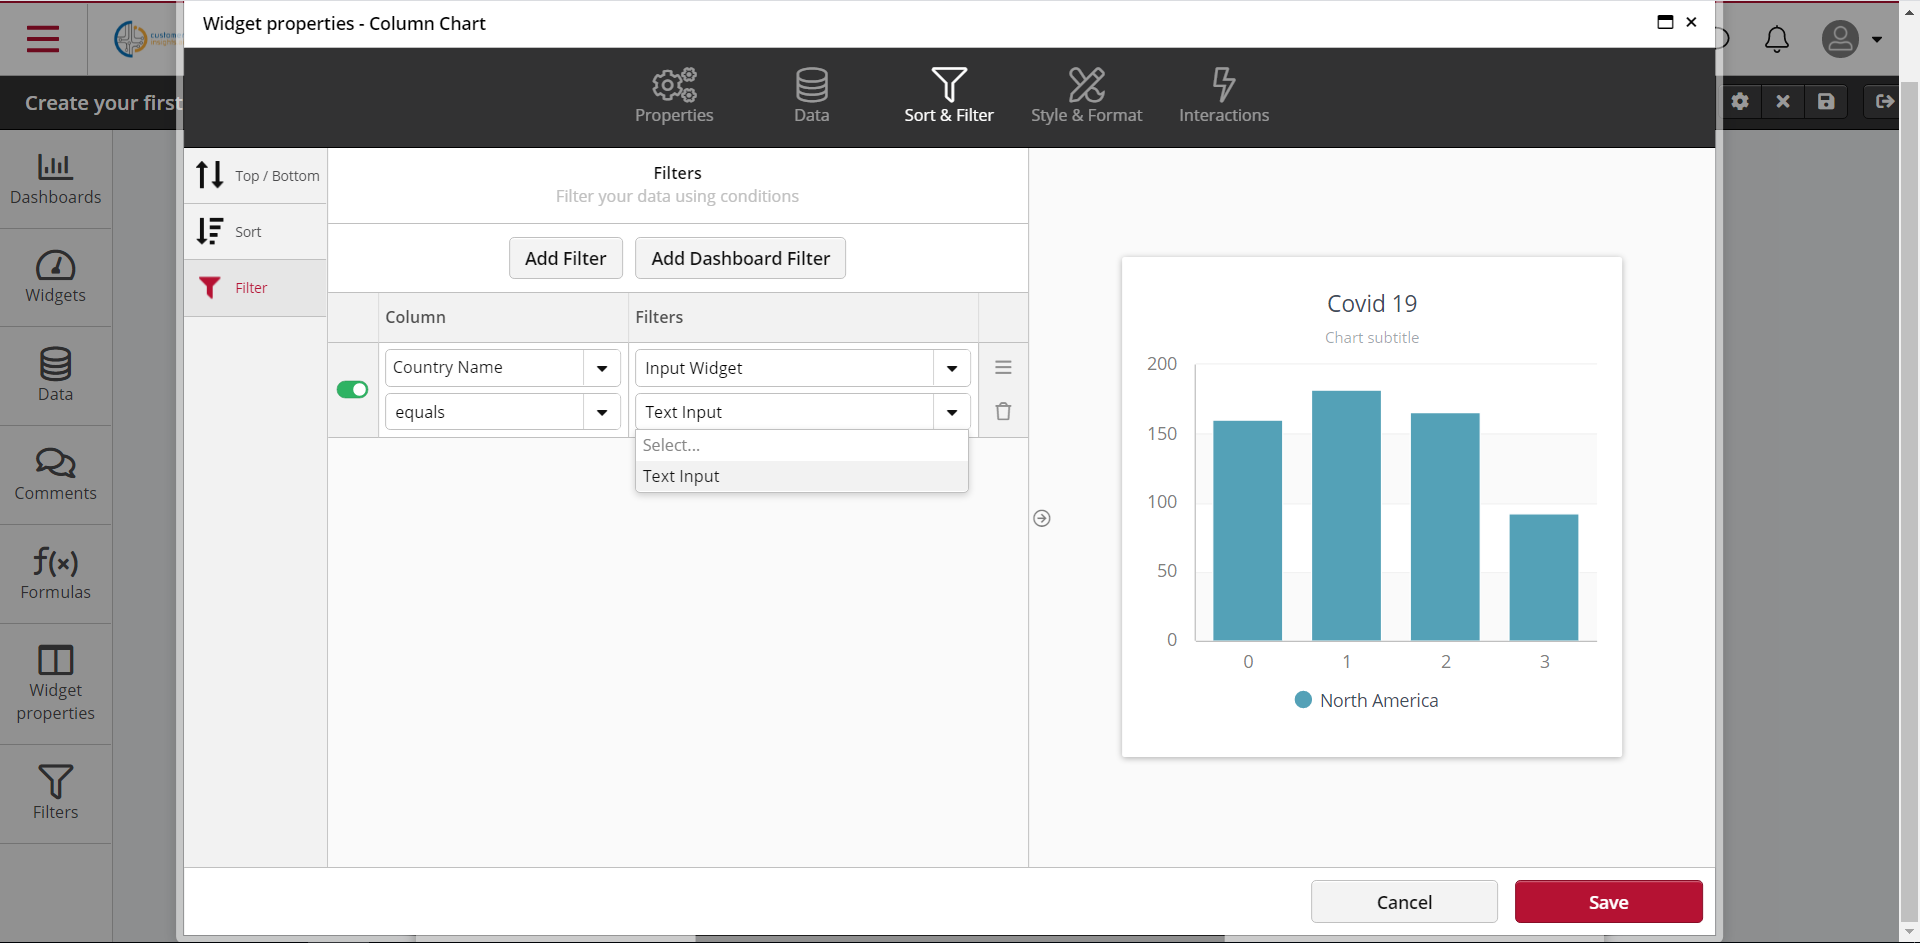 Widget properties - Column Chart
Create your first
Properties
Data
Sort & Filter
Style & Format
Interactions
Dashboards
Widgets
Data
Comments
f(x)
Formulas
Widget
properties
Filters
Top / Bottom
Sort
Filter
Filters
Filter your data using conditions
Add Filter
Add Dashboard Filter
Column
Filters
Country Name
Input Widget
equals
Text Input
Select...
Text Input
Covid 19
Chart subtitle
200
150
100
50
0
0 1 2 3
North America
Cancel
Save